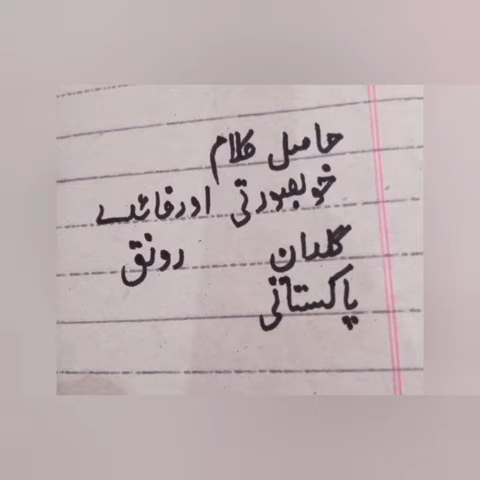 حاصل کلام
خوبصورتی اور فائدے
گلدان رونق
پاکستانی